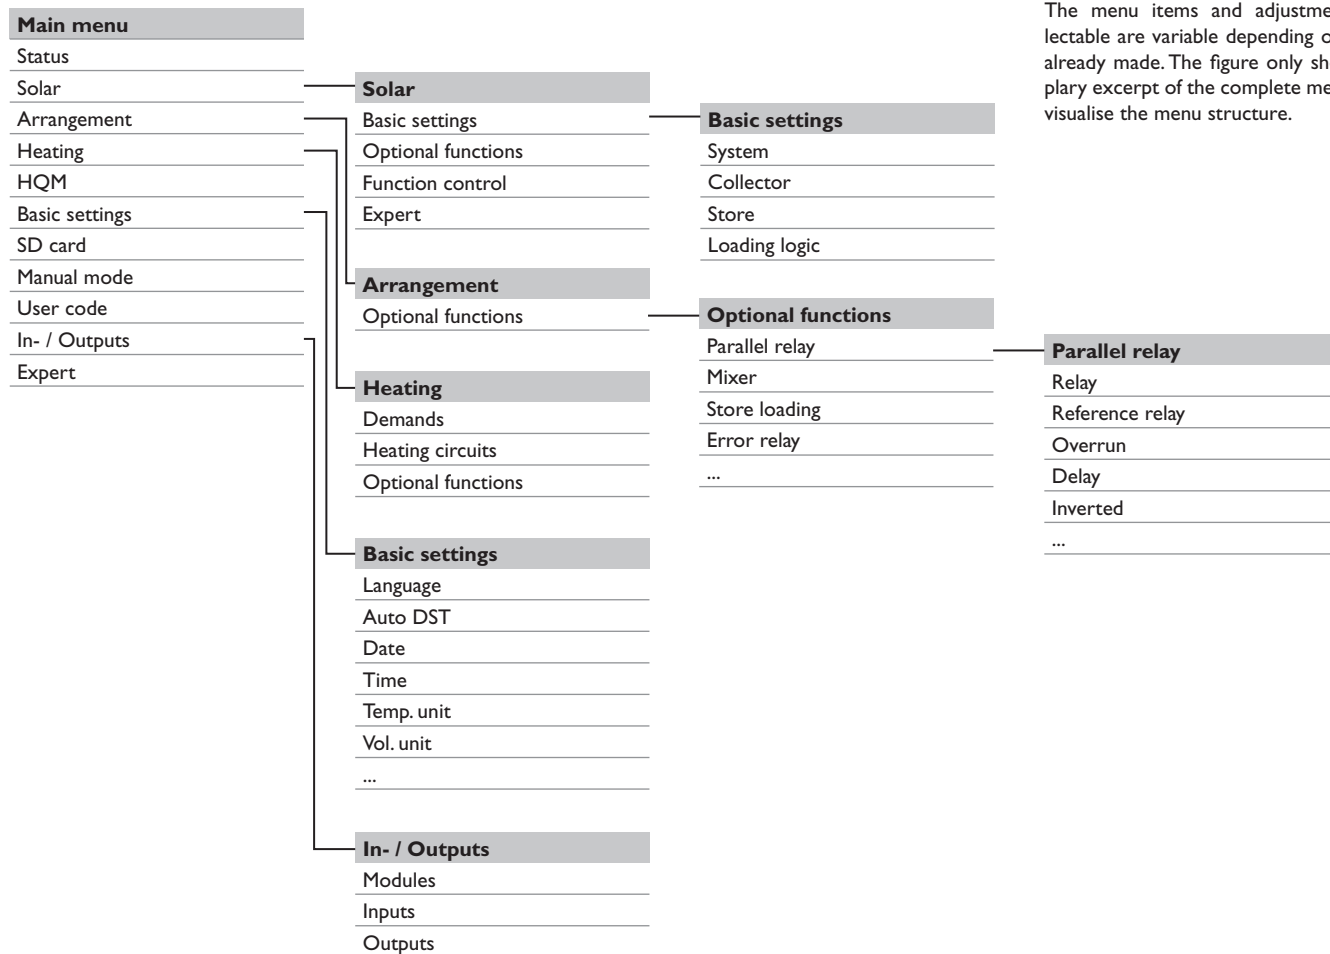 Main menu
Status
Solar
Arrangement
Heating
HQM
Basic settings
SD card
Manual mode
User code
In- / Outputs
Expert
Solar
Basic settings
Optional functions
Function control
Expert
Arrangement
Optional functions
Heating
Demands
Heating circuits
Optional functions
Basic settings
Language
Auto DST
Date
Time
Temp. unit
Vol. unit
...
In- / Outputs
Modules
Inputs
Outputs
Basic settings
System
Collector
Store
Loading logic
Optional functions
Parallel relay
Mixer
Store loading
Error relay
...
The menu items and
lectable are variable depending
already made. The figure only
plary excerpt of the complete
visualise the menu structure.
Parallel relay
Relay
Reference relay
Overrun
Delay
Inverted
...